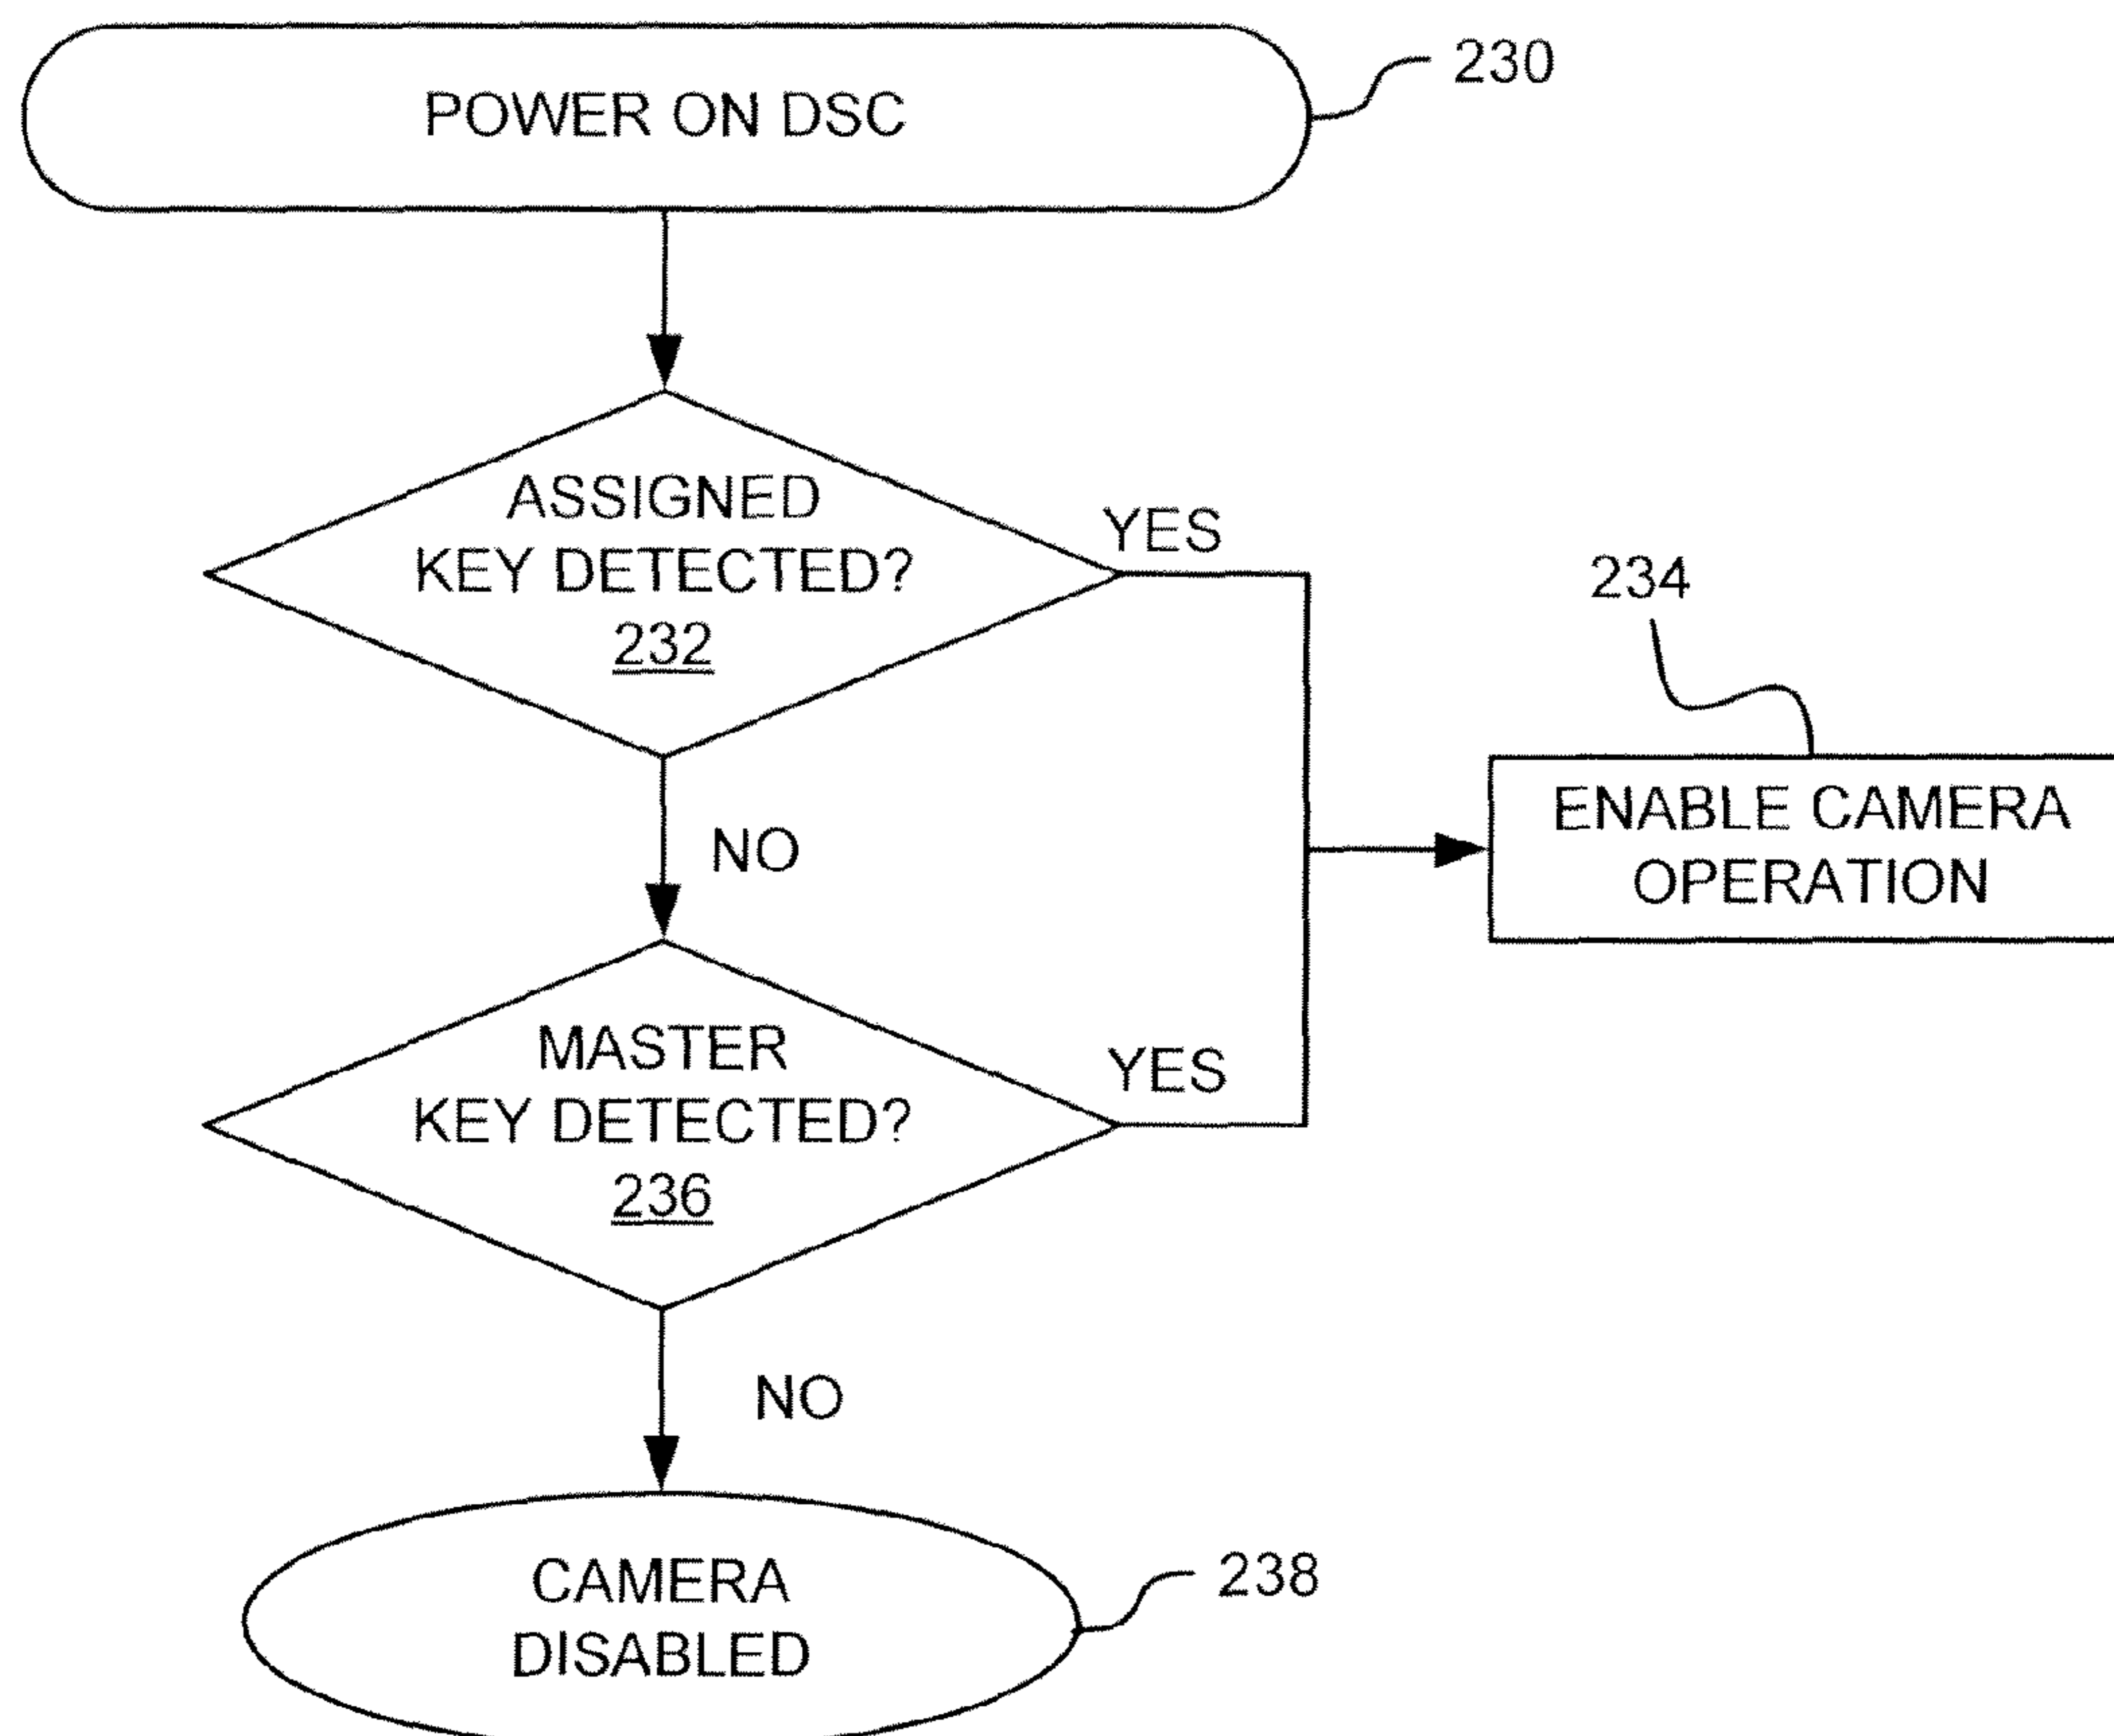 POWER ON DSC
230
ASSIGNED
KEY DETECTED?
232
YES
234
ENABLE CAMERA
OPERATION
NO
MASTER
KEY DETECTED?
236
YES
NO
CAMERA
DISABLED
238